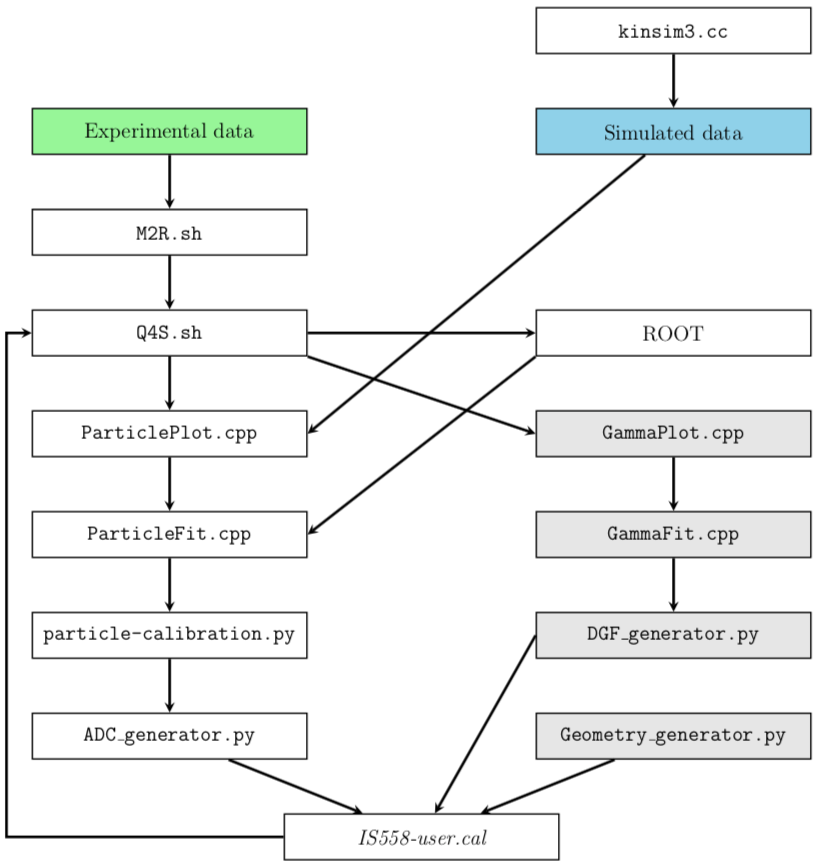 kinsim3.cc
Experimental data
Simulated data
M2R.sh
Q4S.sh
ROOT
ParticlePlot.cpp
GammaPlot.cpp
ParticleFit.cpp
GammaFit.cpp
particle-calibration.py
DGF_generator.py
ADC_generator.py
Geometry_generator.py
IS558-user.cal